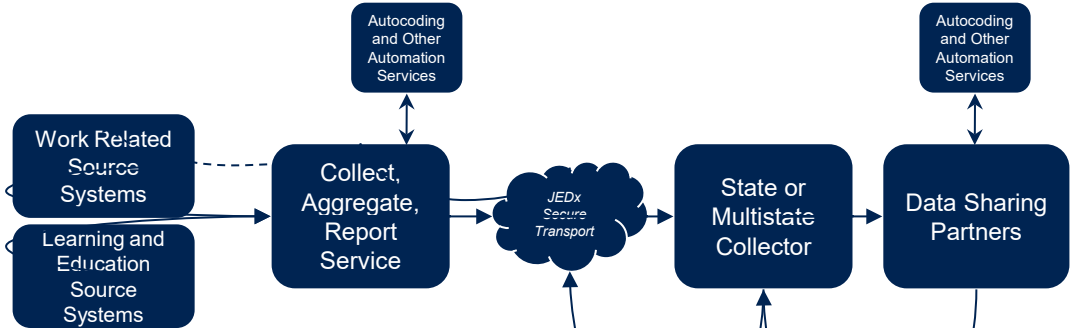 Autocoding
and Other
Automation
Services
Autocoding
and Other
Automation
Services
Work Related
Source
Systems
Collect,
Aggregate,
Report
Service
JEDx
Secure
Transport
State or
Multistate
Collector
Data Sharing
Partners
Learning and
Education
Source
Systems